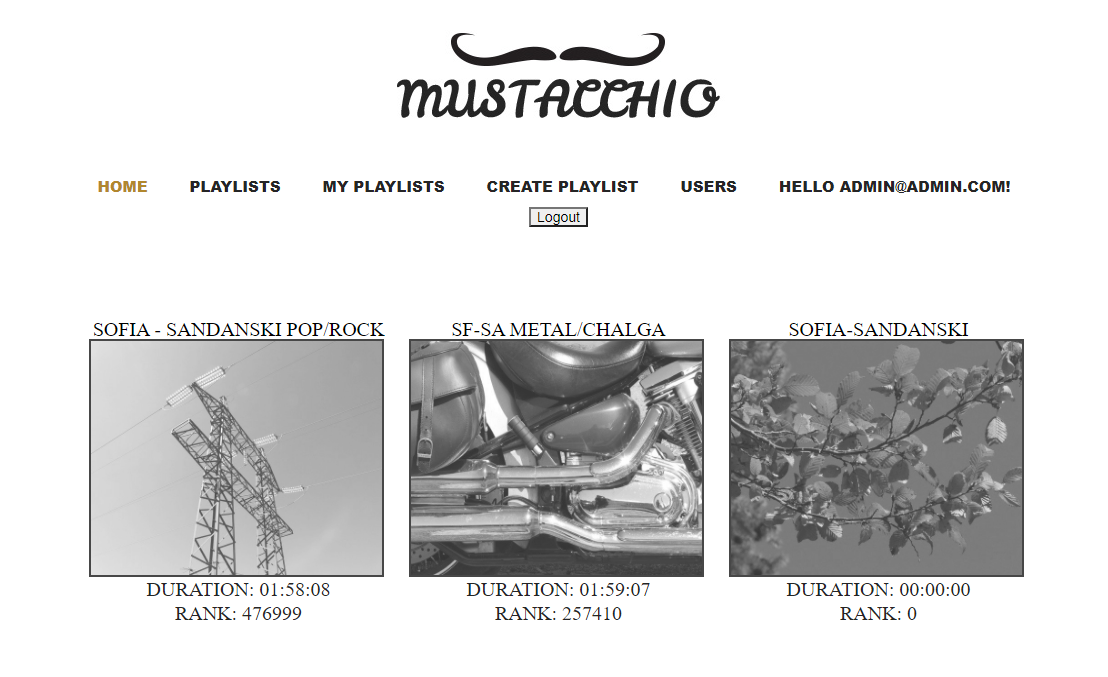 MUSTACCHIO
HOME PLAYLISTS MY PLAYLISTS CREATE PLAYLIST USERS HELLO ADMIN@ADMIN.COM!
Logout
SOFIA - SANDANSKI POP/ROCK
SF-SA METAL/CHALGA
SOFIA-SANDANSKI
DURATION: 01:58:08
RANK: 476999
DURATION: 01:59:07
RANK: 257410
DURATION: 00:00:00
RANK: 0